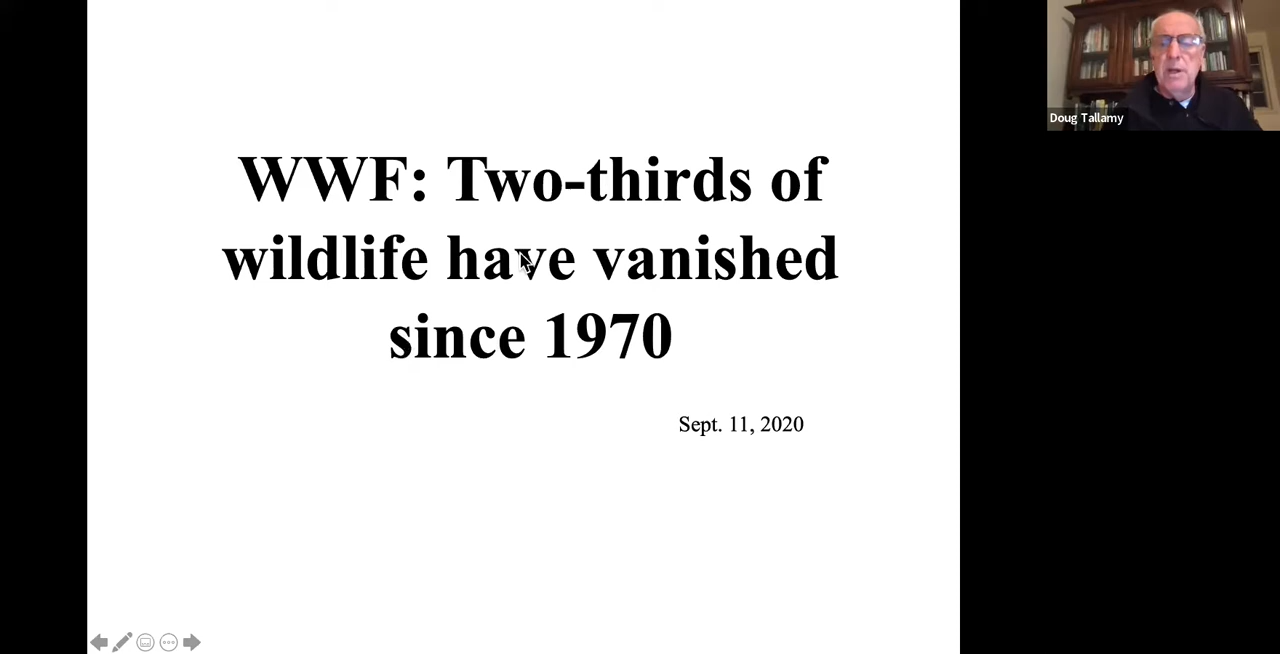 WWF: Two-thirds of
wildlife have vanished
since 1970
Sept. 11, 2020
Doug Tallamy